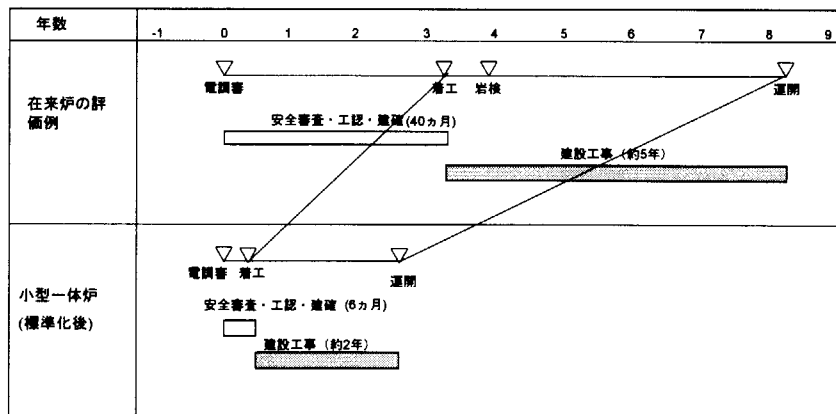 年数
-1 0 1 2 3 4 5 6 7 8 9
在来炉の評
価例
電調審 着工 岩検 運開
安全審査・工認・建確(40ヵ月)
建設工事(約5年)
小型一体炉
(標準化後)
電調審 着工 運開
安全審査・工認・建確 (6ヵ月)
建設工事(約2年)